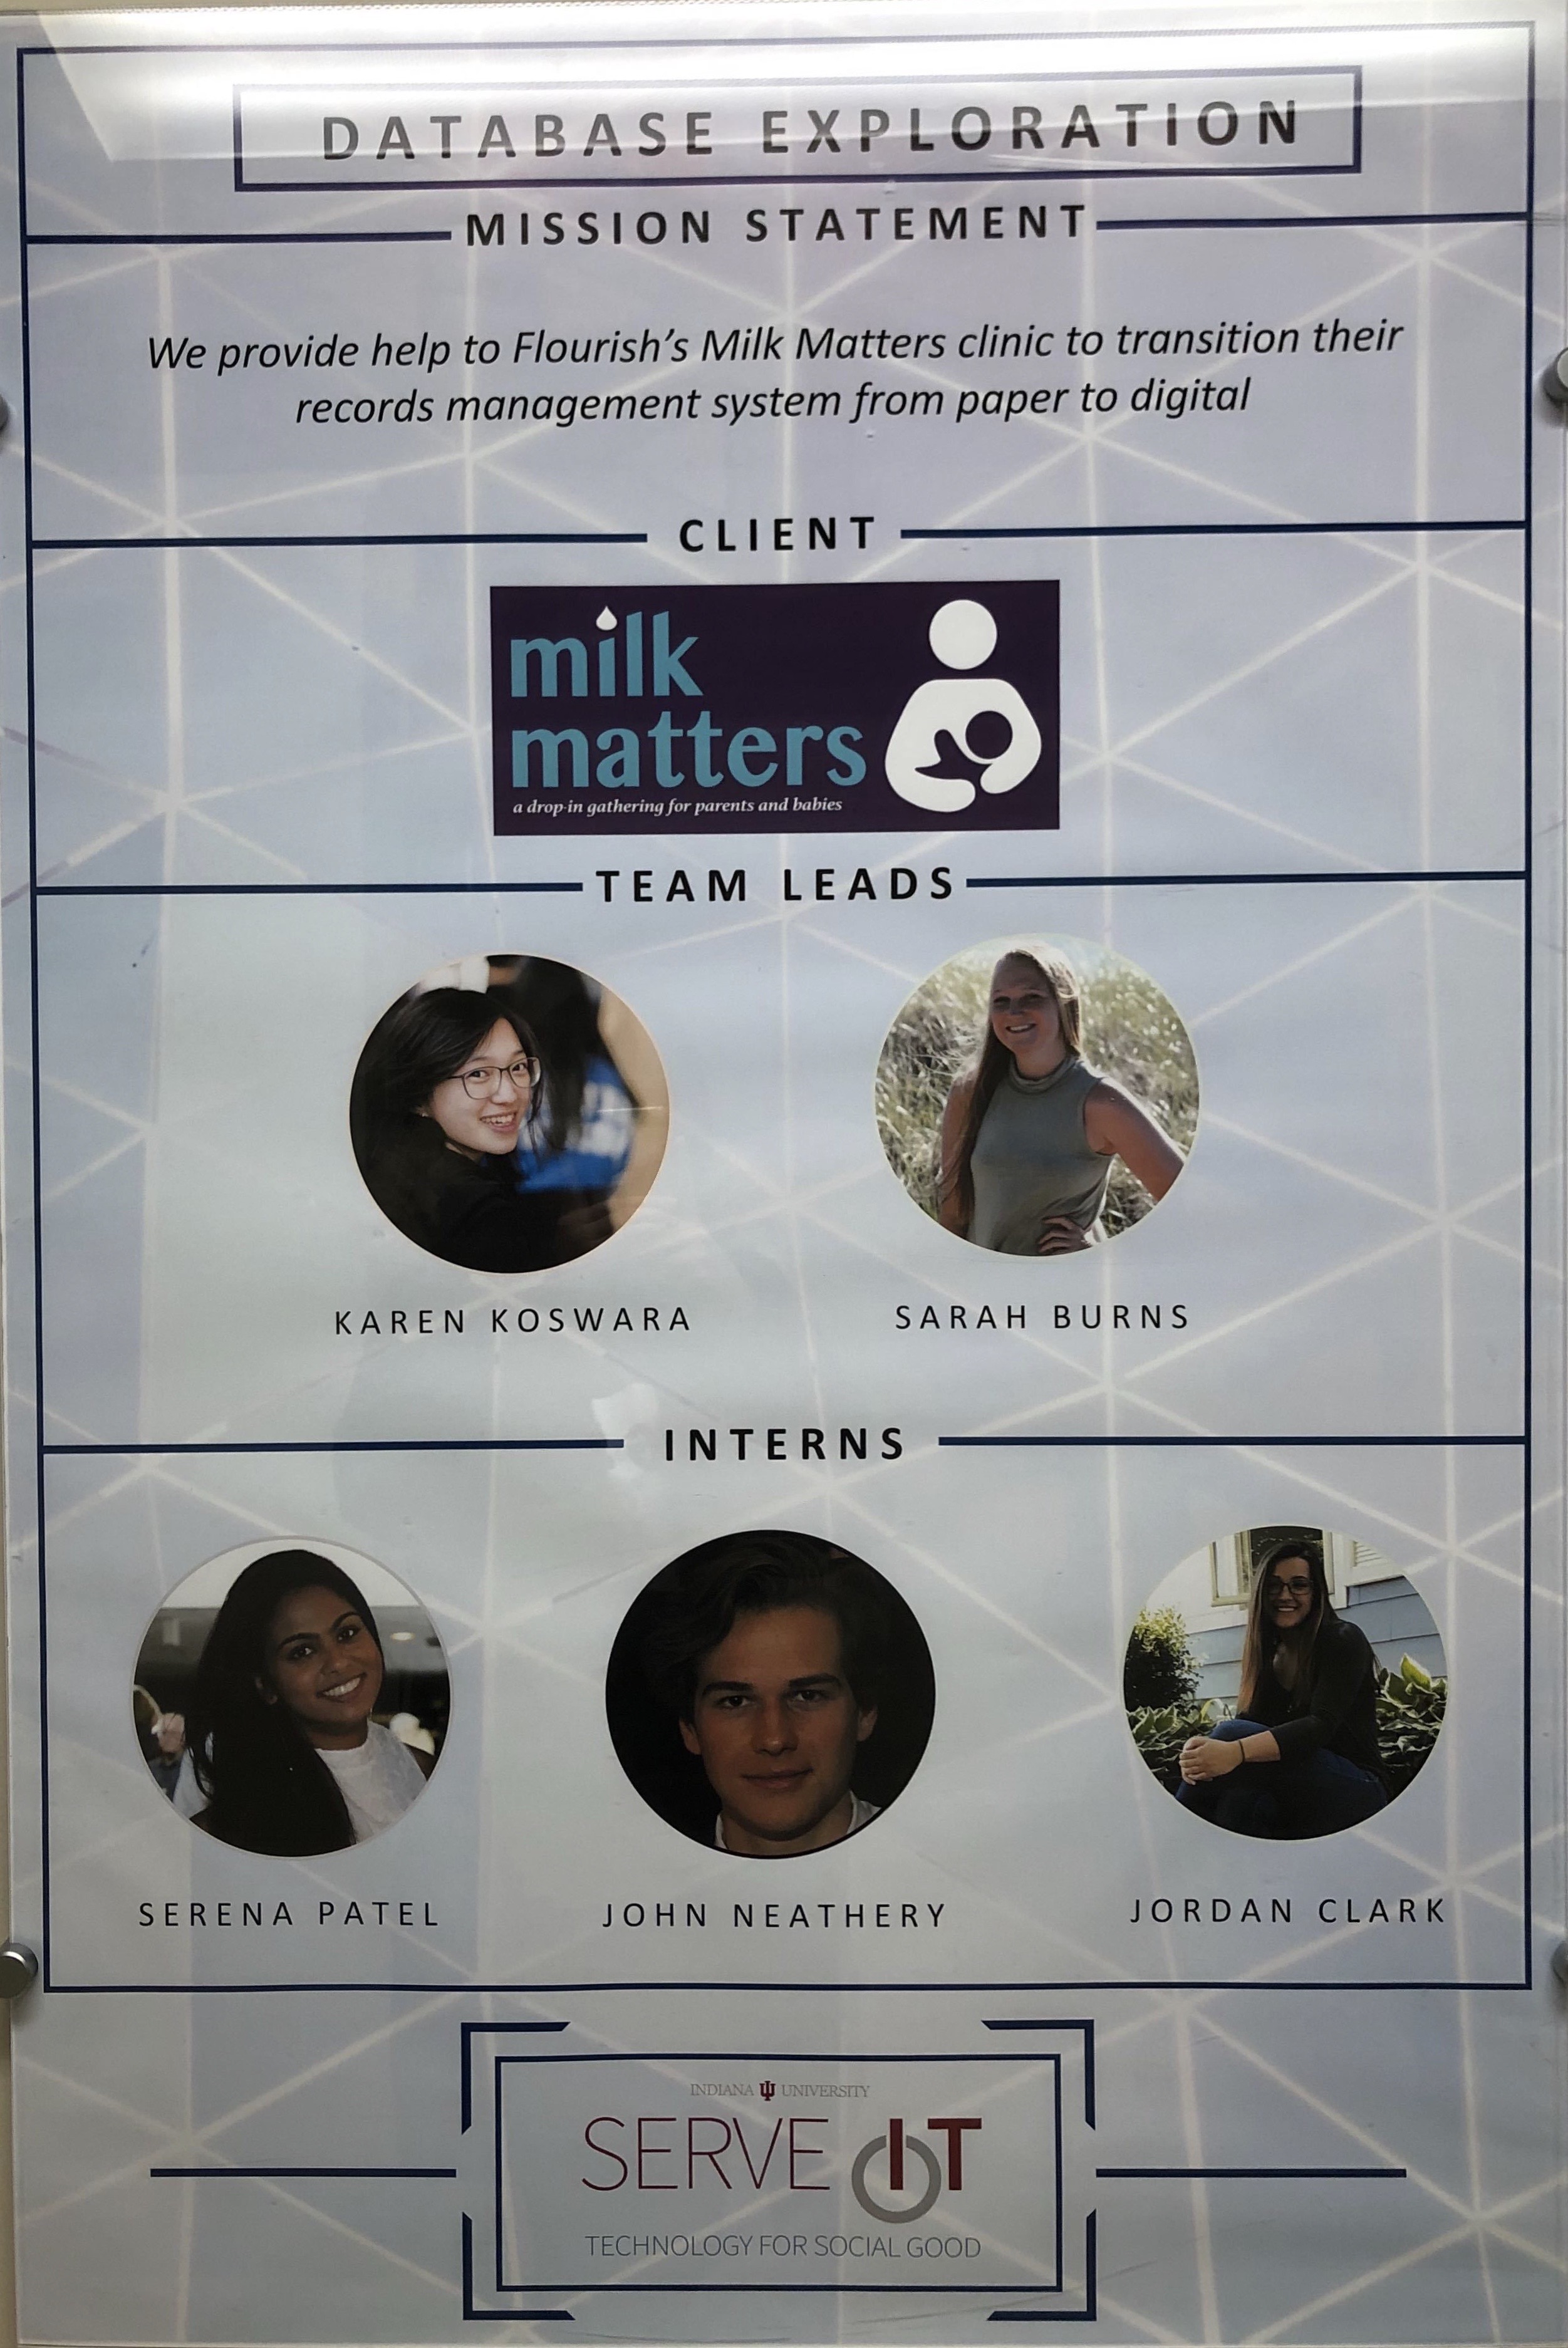 DATABASE EXPLORATION
MISSION STATEMENT
We provide help to Flourish's Milk Matters clinic to transition their
records management system from paper to digital
CLIENT
milk
matters
a drop-in gathering for parents and babies
TEAM LEADS
KAREN KOSWARA
SARAH BURNS
INTERNS
SERENA PATEL
JOHN NEATHERY
JORDAN CLARK
INDIANA UNIVERSITY
SERVE IT
TECHNOLOGY FOR SOCIAL GOOD